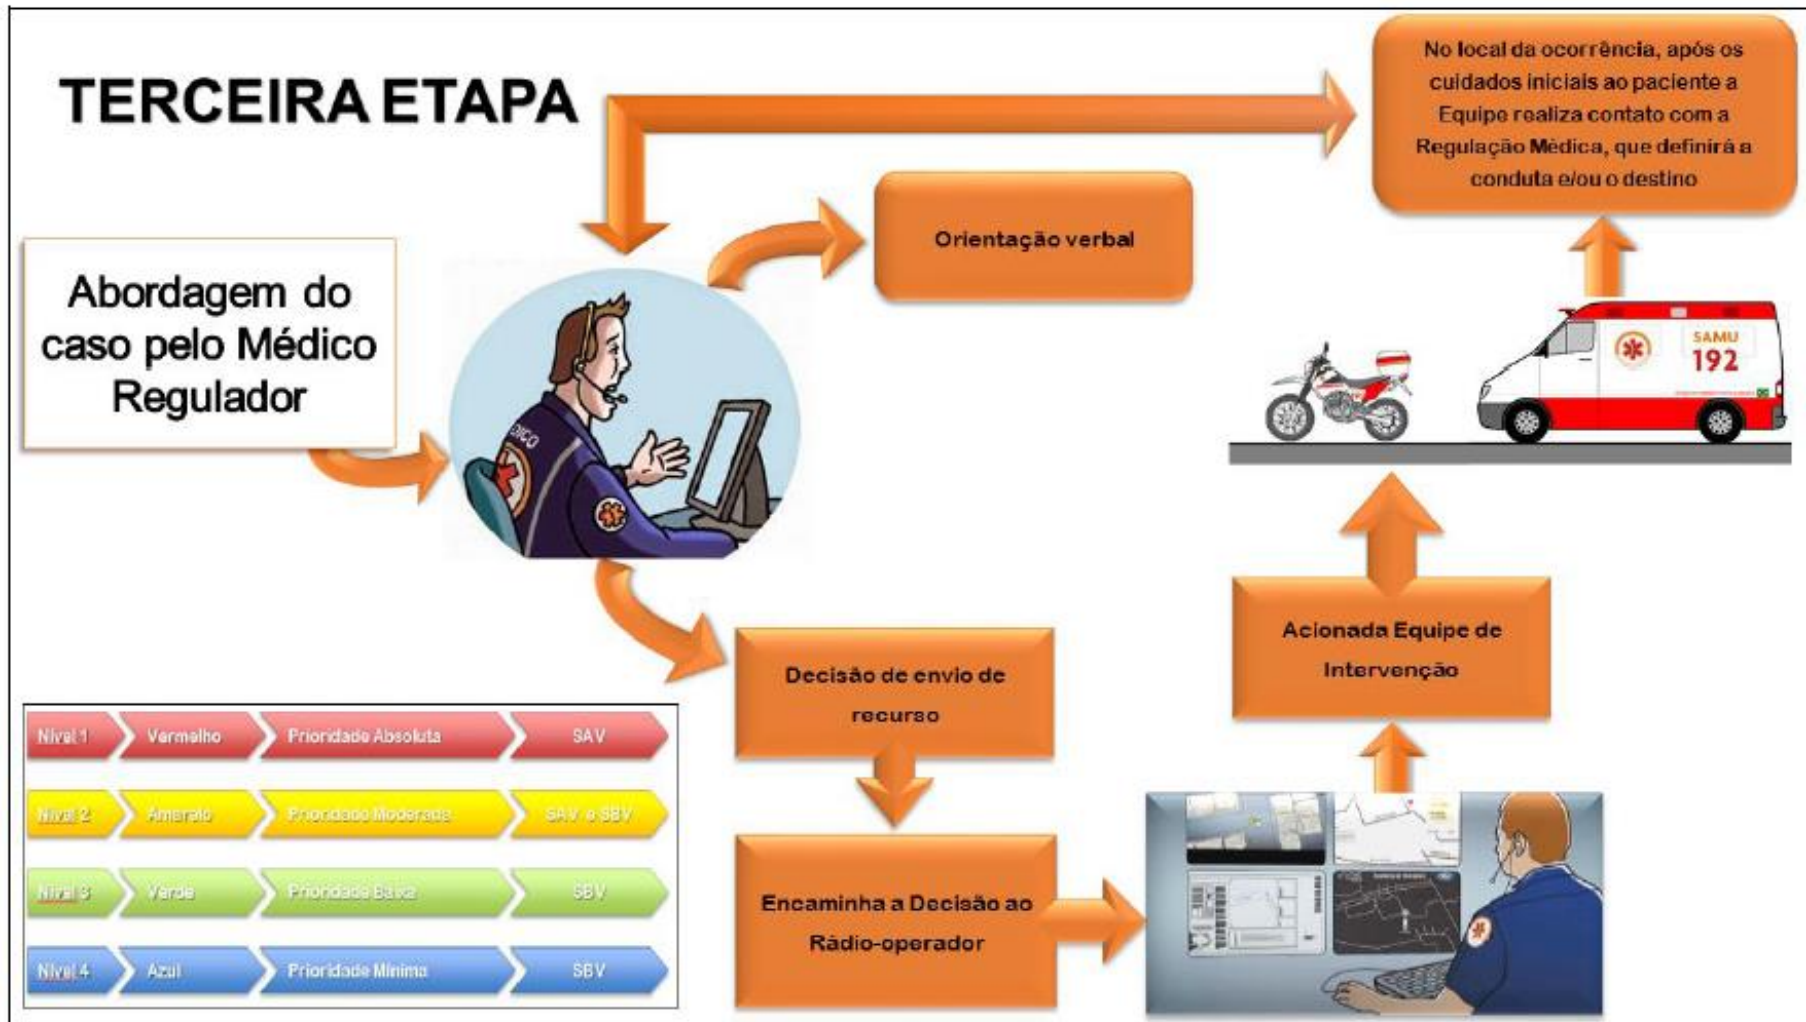 TERCEIRA ETAPA
No local da ocorrência, após os
cuidados iniciais ao paciente a
Equipe realiza contato com a
Regulação Médica, que definirá a
conduta e/ou o destino
Orientação verbal
Abordagem do
caso pelo Médico
Regulador
DICO
SAMU
192
Acionada Equipe de
Intervenção
Decisão de envio de
recurso
Encaminha a Decisão ao
Rádio-operador
Nível 1 Vermelho Prioridade Absoluta SAV
Nível 2 Amarelo Prioridade Moderada SAV e SBV
Nível 3 Verde Prioridade Baixa SBV
Nível 4 Azul Prioridade Mínima SBV